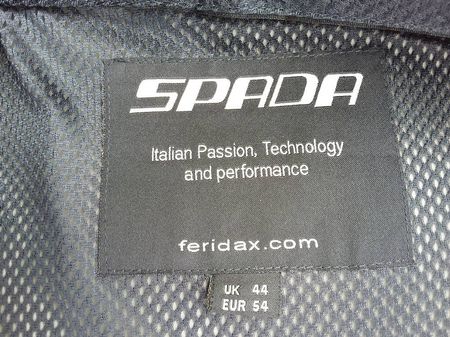 SPADA
Italian Passion, Technology
and performance
feridax.com
UK 44
EUR 54